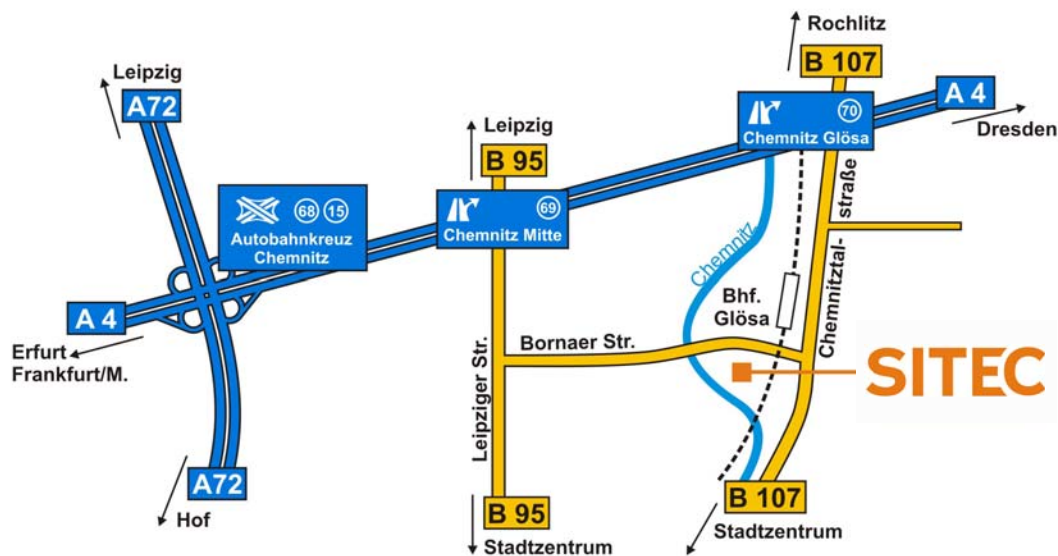 Rochlitz
B 107
Leipzig
A72
A 4
Dresden
70
Chemnitz Glösa
Leipzig
B 95
68 15
Autobahnkreuz
Chemnitz
69
Chemnitz Mitte
Chemnitztal-
straße
Chemnitz
Bhf.
Glösa
A 4
Erfurt
Frankfurt/M.
Leipziger Str.
Bornaer Str.
SITEC
A72
Hof
B 95
Stadtzentrum
B 107
Stadtzentrum